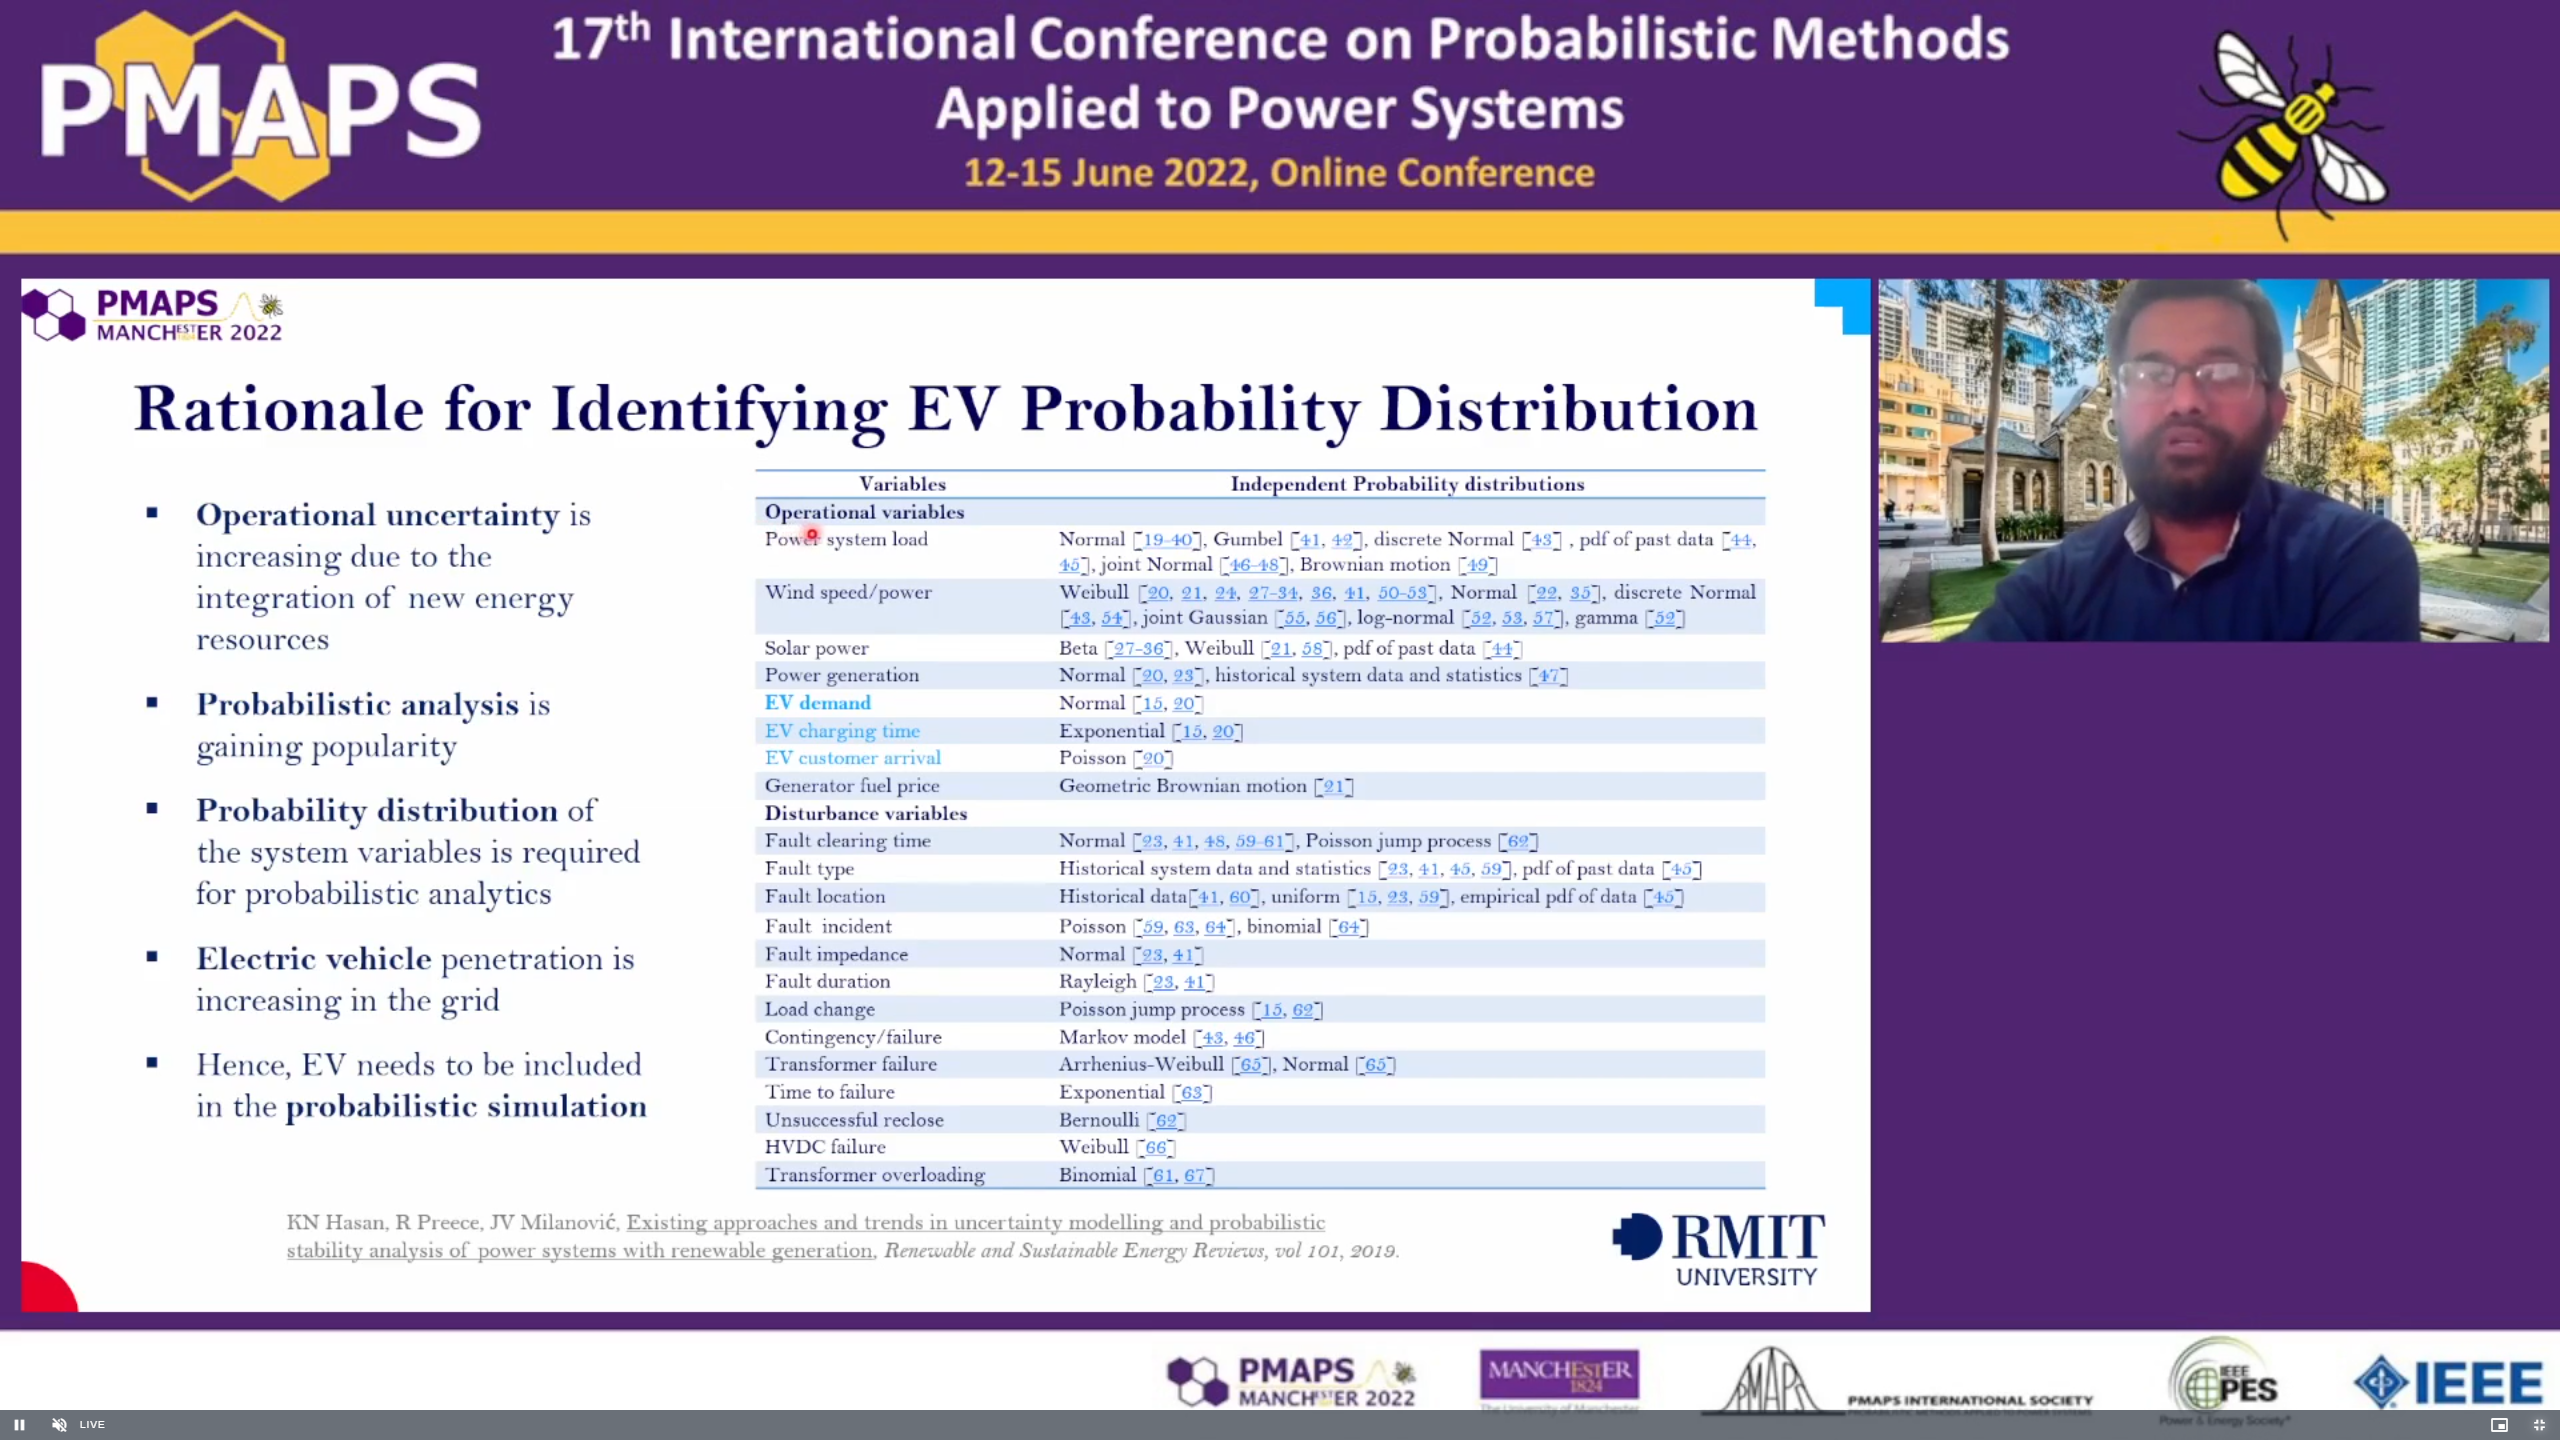 PMAPS
17th International Conference on Probabilistic Methods
Applied to Power Systems
12-15 June 2022, Online Conference
PMAPS
MANCHESTER 2022
Rationale for Identifying EV Probability Distribution
▪ Operational uncertainty is
increasing due to the
integration of new energy
resources
▪ Probabilistic analysis is
gaining popularity
▪ Probability distribution of
the system variables is required
for probabilistic analytics
▪ Electric vehicle penetration is
increasing in the grid
▪ Hence, EV needs to be included
in the probabilistic simulation
Variables Independent Probability distributions
Operational variables
Power system load Normal [19-40], Gumbel [41, 42], discrete Normal [43] , pdf of past data [44,
45], joint Normal [46-48], Brownian motion [49]
Wind speed/power Weibull [20, 21, 24, 27-34, 36, 41, 50-53], Normal [22, 35], discrete Normal
[43, 54], joint Gaussian [55, 56], log-normal [52, 53, 57], gamma [52]
Solar power Beta [27-36], Weibull [21, 58], pdf of past data [44]
Power generation Normal [20, 23], historical system data and statistics [47]
EV demand Normal [15, 20]
EV charging time Exponential [15, 20]
EV customer arrival Poisson [20]
Generator fuel price Geometric Brownian motion [21]
Disturbance variables
Fault clearing time Normal [23, 41, 48, 59-61], Poisson jump process [62]
Fault type Historical system data and statistics [23, 41, 45, 59], pdf of past data [45]
Fault location Historical data[41, 60], uniform [15, 23, 59], empirical pdf of data [45]
Fault incident Poisson [59, 63, 64], binomial [64]
Fault impedance Normal [23, 41]
Fault duration Rayleigh [23, 41]
Load change Poisson jump process [15, 62]
Contingency/failure Markov model [43, 46]
Transformer failure Arrhenius-Weibull [65], Normal [65]
Time to failure Exponential [63]
Unsuccessful reclose Bernoulli [62]
HVDC failure Weibull [66]
Transformer overloading Binomial [61, 67]
KN Hasan, R Preece, JV Milanović, Existing approaches and trends in uncertainty modelling and probabilistic
stability analysis of power systems with renewable generation, Renewable and Sustainable Energy Reviews, vol 101, 2019.
RMIT
UNIVERSITY
PMAPS
MANCHESTER 2022
MANCHESTER
1824
The University of Manchester
PMAPS
PMAPS INTERNATIONAL SOCIETY
IEEE
PES
Power & Energy Society®
IEEE
LIVE